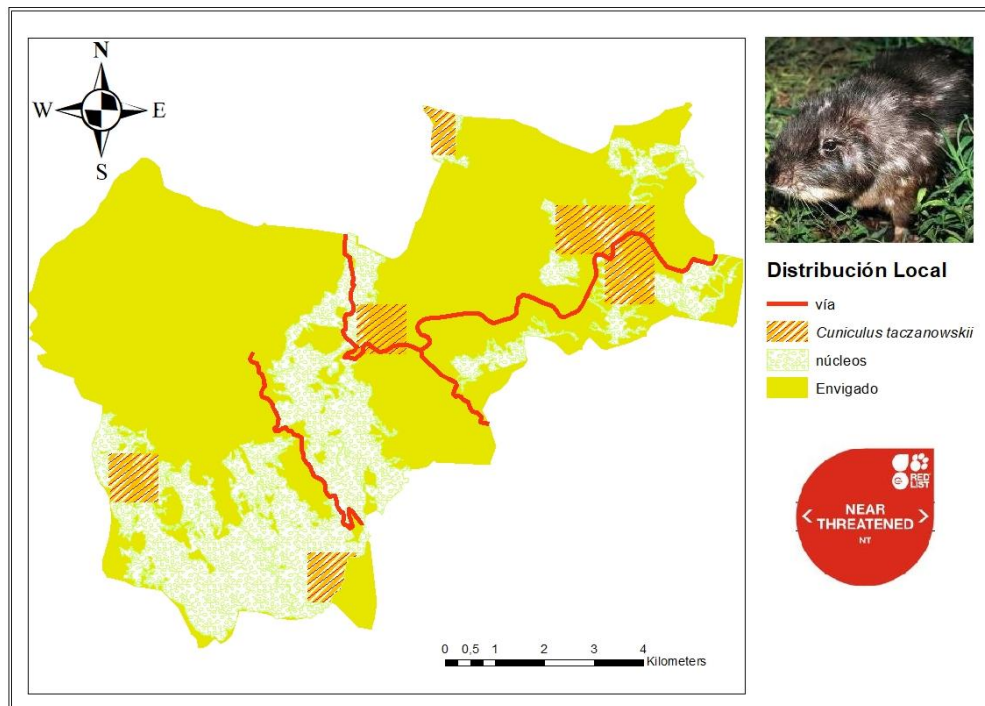 N
W E
S
Distribución Local
vía
Cuniculus taczanowskii
núcleos
Envigado
RED
LIST
< NEAR >
THREATENED
NT
0 0,5 1 2 3 4
Kilometers